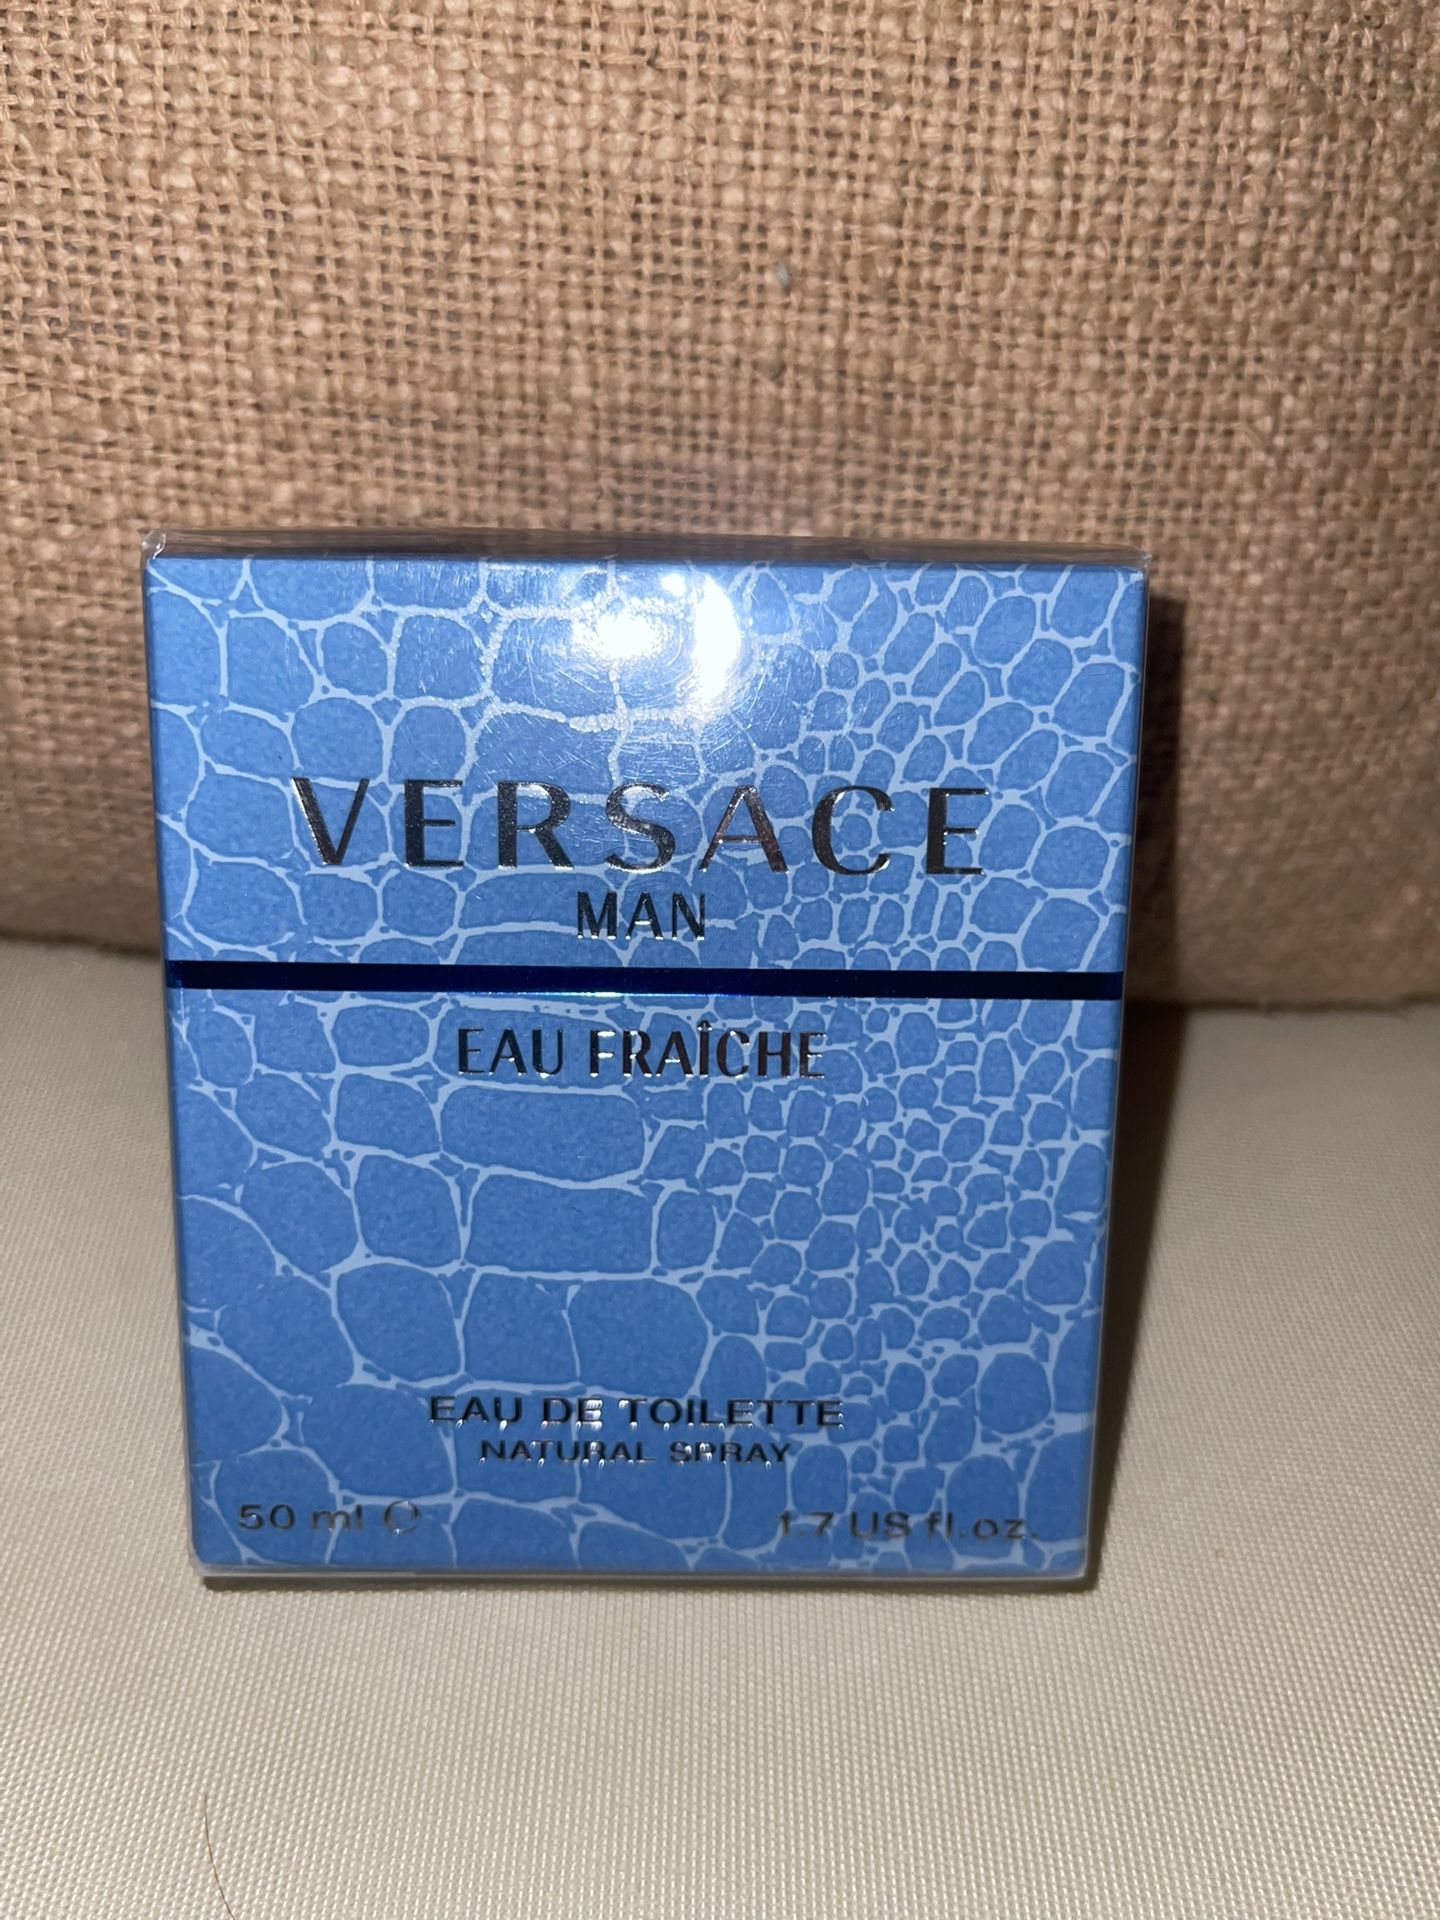 VERSACE
MAN
EAU FRAÎCHE
EAU DE TOILETTE
NATURAL SPRAY
50 ml ℮ 1.7 US fl.oz.